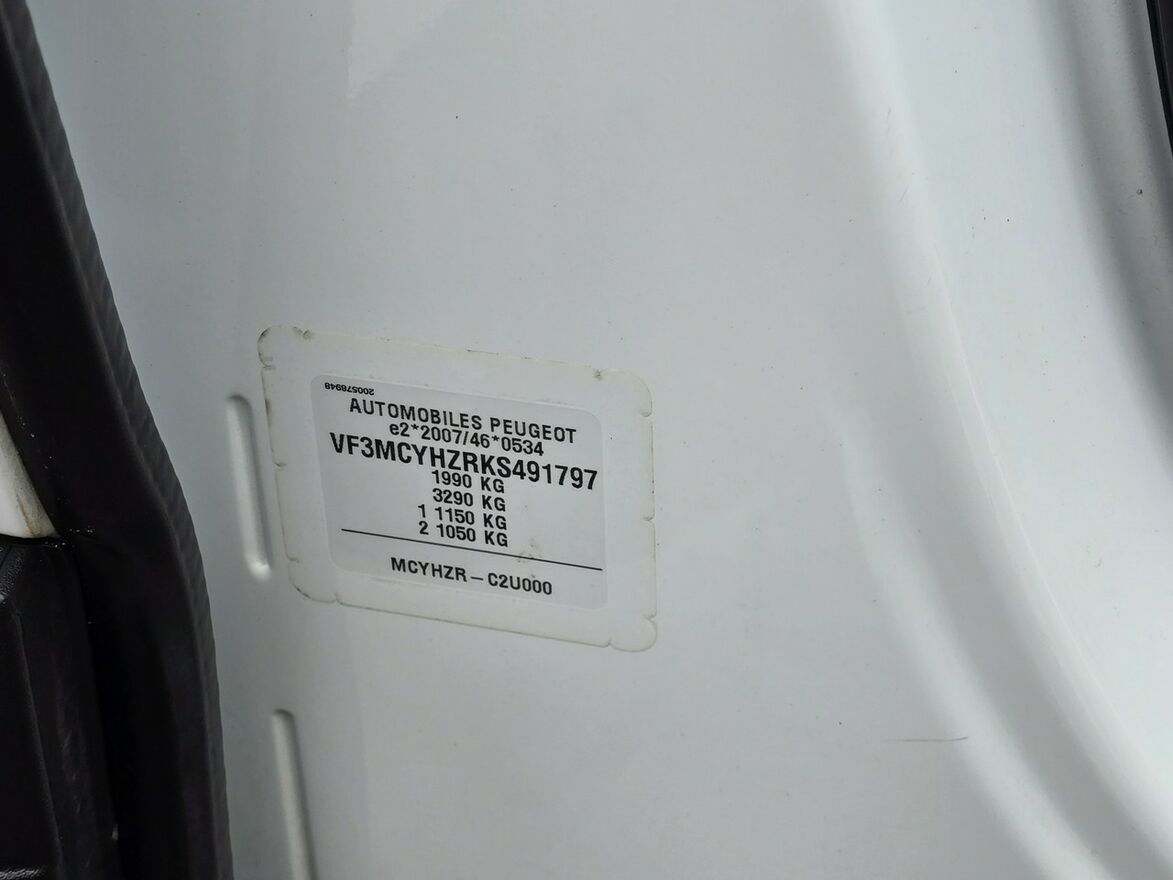 200578948
AUTOMOBILES PEUGEOT
e2*2007/46*0534
VF3MCYHZRKS491797
1990 KG
3290 KG
1 1150 KG
2 1050 KG
MCYHZR – C2U000